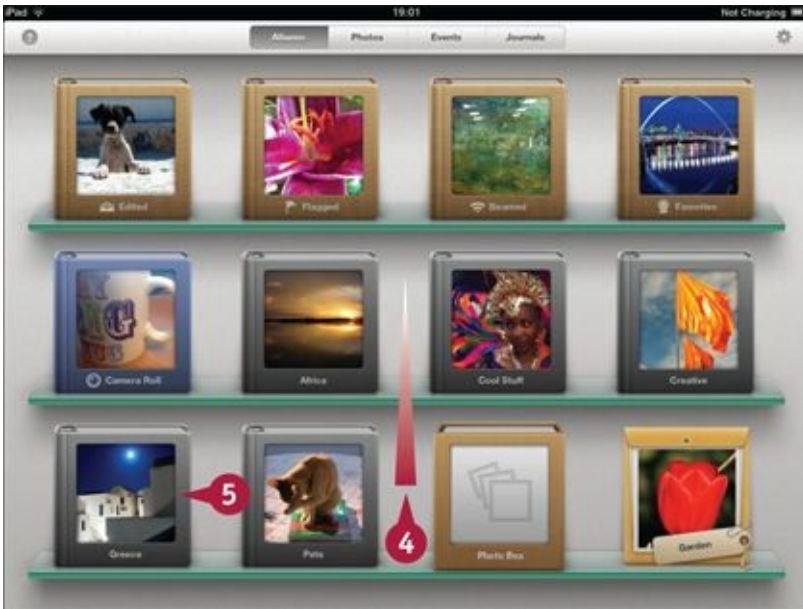 iPad 19:01 Not Charging
?
Albums Photos Events Journals
Edited Flagged Beamed Favorites
Camera Roll Africa Cool Stuff Creative
5
4
Greece Pets Photo Box Garden